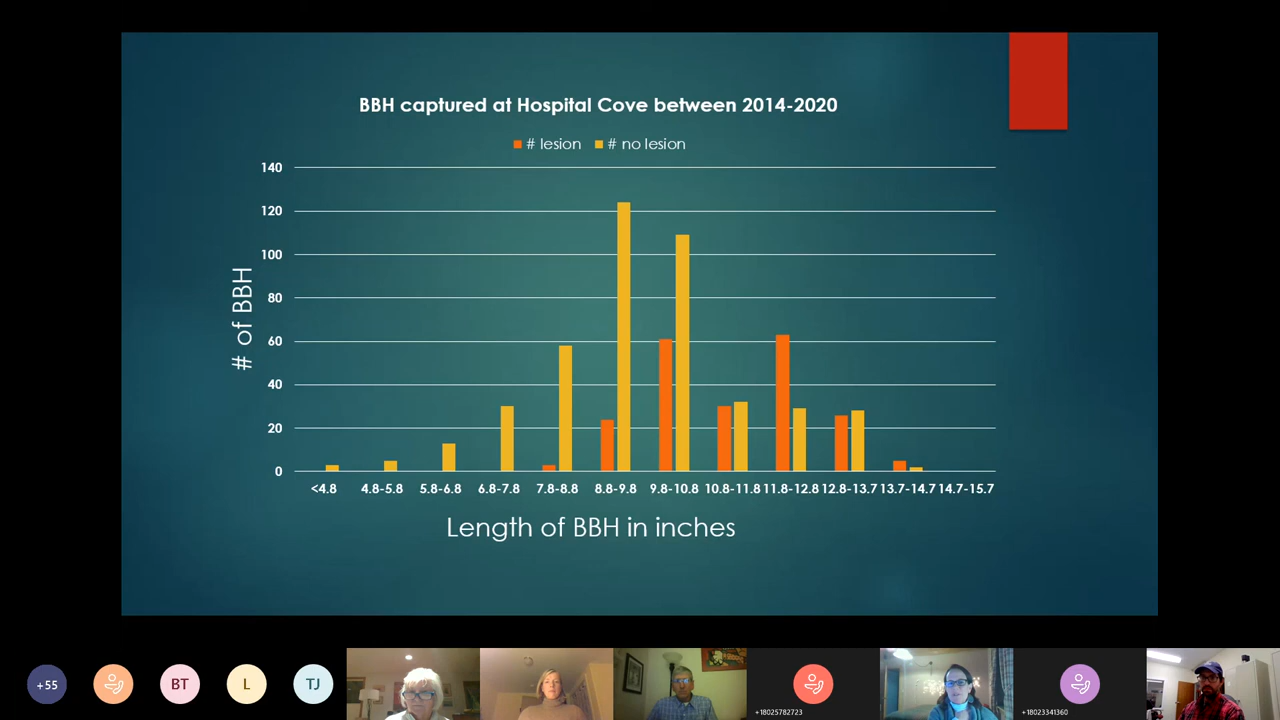 BBH captured at Hospital Cove between 2014-2020
# lesion # no lesion
140
120
100
80
60
40
20
0
# of BBH
<4.8 4.8-5.8 5.8-6.8 6.8-7.8 7.8-8.8 8.8-9.8 9.8-10.8 10.8-11.8 11.8-12.8 12.8-13.7 13.7-14.7 14.7-15.7
Length of BBH in inches
+55 BT L TJ
+18025782723 +18023341360